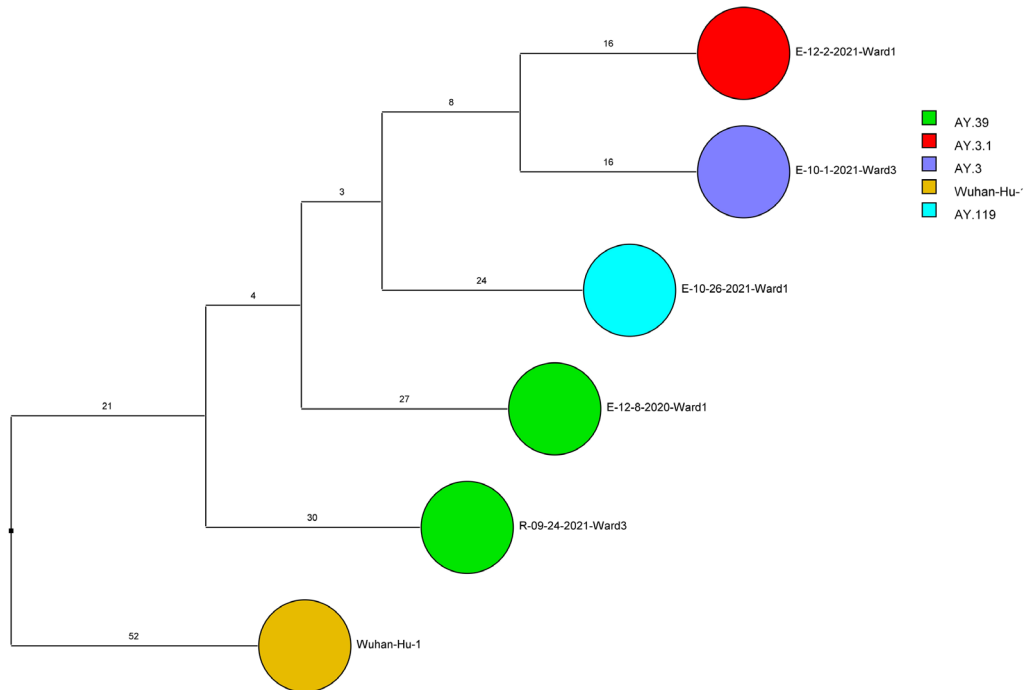 16
E-12-2-2021-Ward1
8
16
E-10-1-2021-Ward3
3
24
E-10-26-2021-Ward1
4
27
E-12-8-2020-Ward1
21
30
R-09-24-2021-Ward3
52
Wuhan-Hu-1
AY.39
AY.3.1
AY.3
Wuhan-Hu-1
AY.119